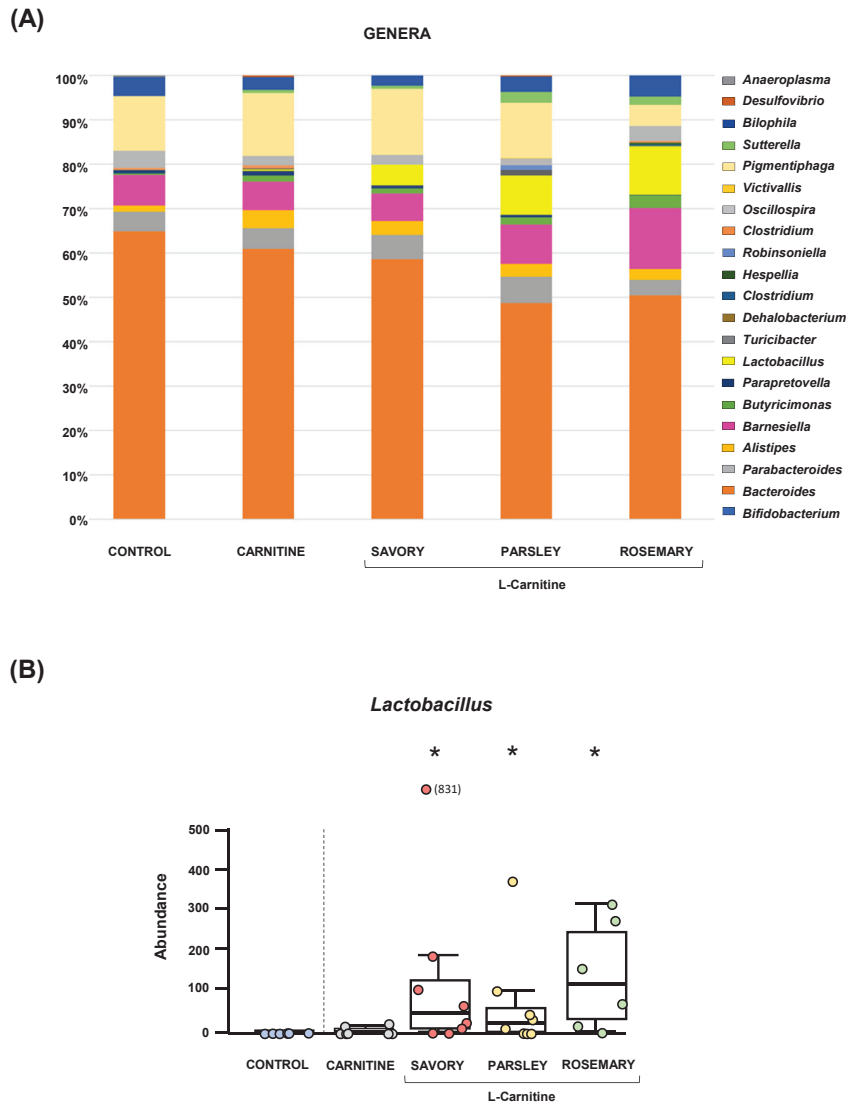 (A)
GENERA
100%
90%
80%
70%
60%
50%
40%
30%
20%
10%
0%
Anaeroplasma
Desulfovibrio
Bilophila
Sutterella
Pigmentiphaga
Victivallis
Oscillospira
Clostridium
Robinsoniella
Hespellia
Clostridium
Dehalobacterium
Turicibacter
Lactobacillus
Parapretovella
Butyricimonas
Barnesiella
Alistipes
Parabacteroides
Bacteroides
Bifidobacterium
CONTROL CARNITINE SAVORY PARSLEY ROSEMARY
L-Carnitine
(B)
Lactobacillus
* * *
(831)
Abundance
500
400
300
200
100
0
CONTROL CARNITINE SAVORY PARSLEY ROSEMARY
L-Carnitine